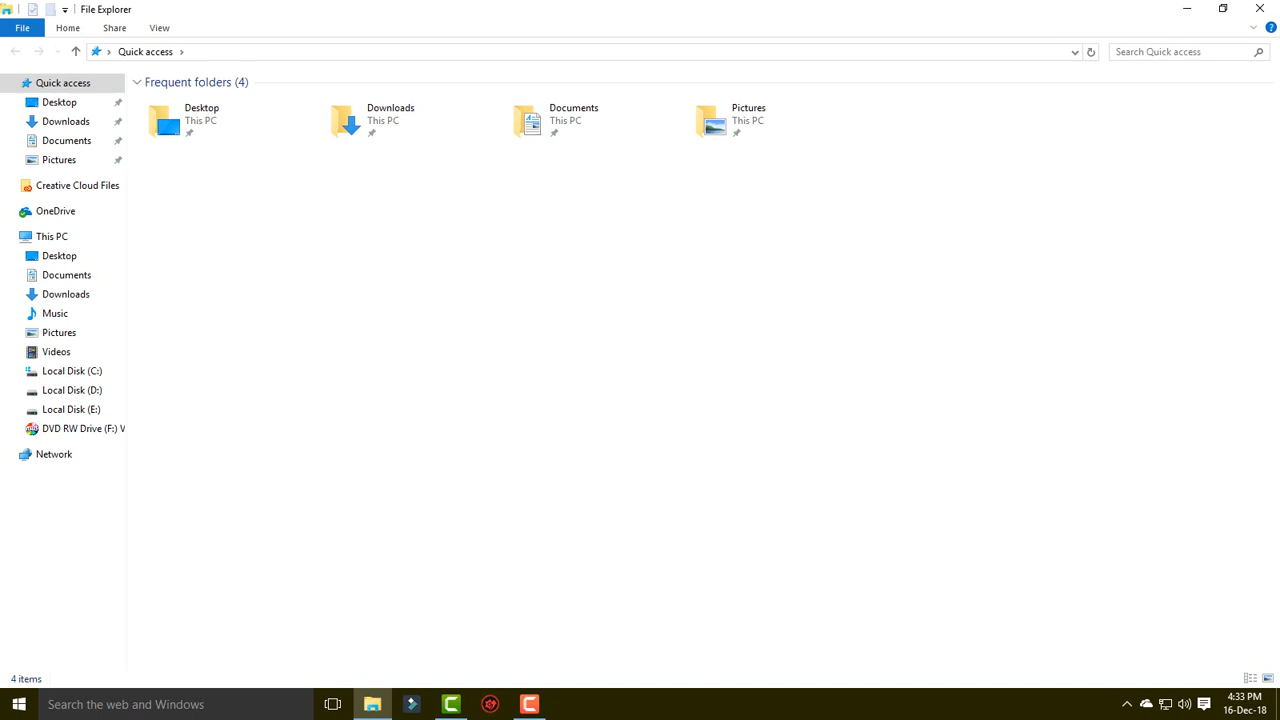 File Explorer
File Home Share View
Quick access
Search Quick access
Quick access
Desktop
Downloads
Documents
Pictures
Creative Cloud Files
OneDrive
This PC
Desktop
Documents
Downloads
Music
Pictures
Videos
Local Disk (C:)
Local Disk (D:)
Local Disk (E:)
DVD RW Drive (F:) V
Network
Frequent folders (4)
Desktop
This PC
Downloads
This PC
Documents
This PC
Pictures
This PC
4 items
Search the web and Windows
4:33 PM
16-Dec-18